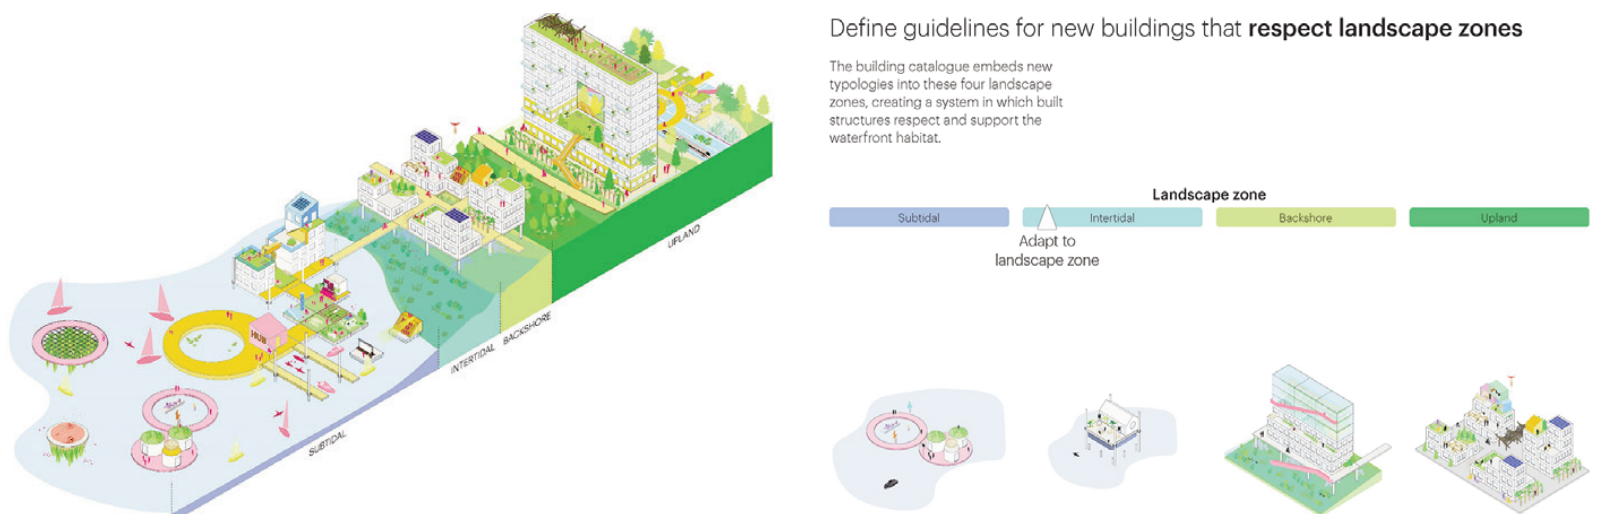 HUB
SUBTIDAL
INTERTIDAL
BACKSHORE
UPLAND
Define guidelines for new buildings that respect landscape zones
The building catalogue embeds new
typologies into these four landscape
zones, creating a system in which built
structures respect and support the
waterfront habitat.
Landscape zone
Subtidal
Intertidal
Backshore
Upland
Adapt to
landscape zone